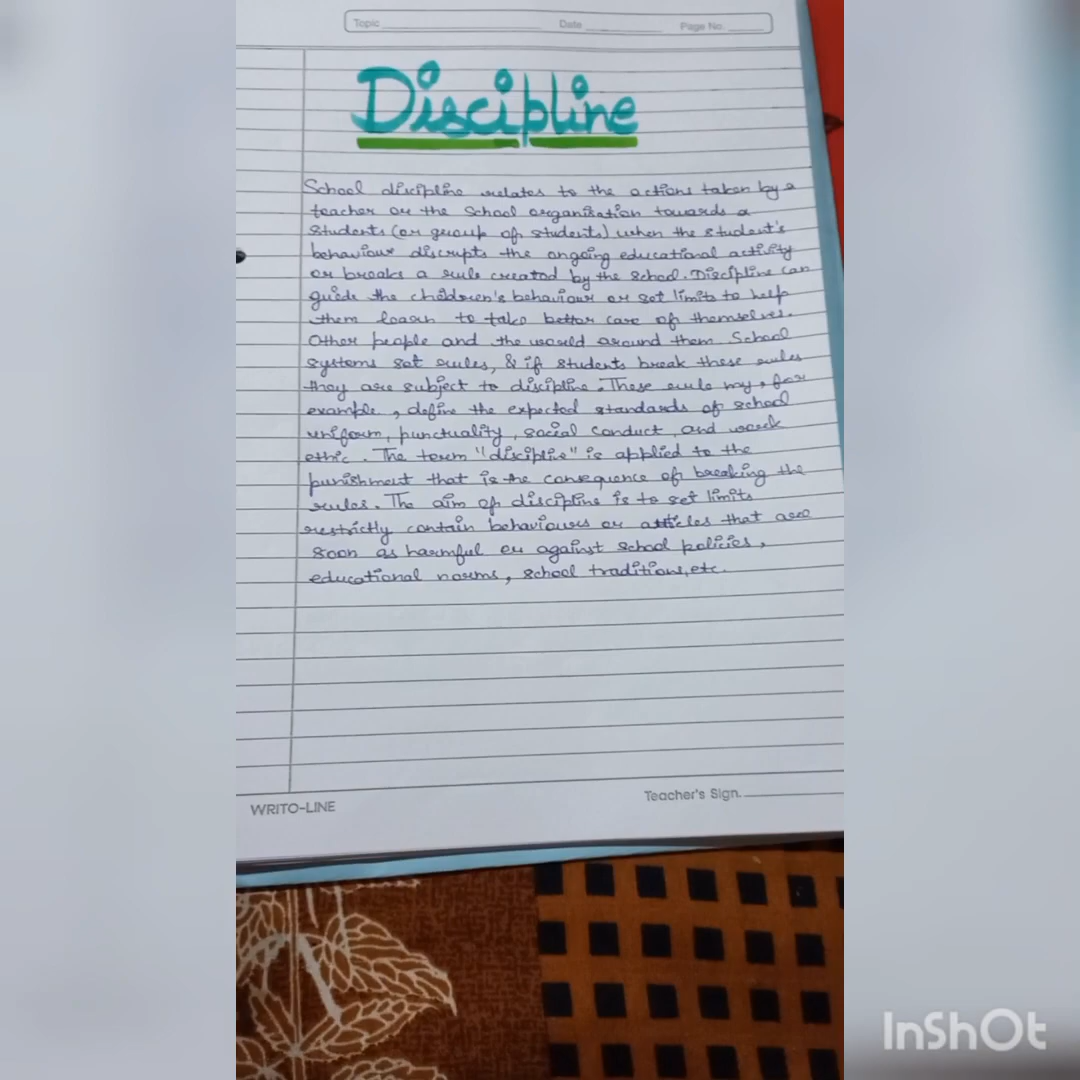 Topic Date Page No.
Discipline
School discipline relates to the actions taken by a
teacher or the School organization towards a
students (or group of students) when the student's
behaviour discrupts the ongoing educational activity
or breaks a rule created by the school. Discipline can
guide the children's behaviour or set limits to help
them learn to take better care of themselves.
Other people and the world around them. School
systems set rules, & if students break these rules
they are subject to discipline. These rule my, for
example, define the expected standards of school
uniform, punctuality, social conduct, and work
ethic. The term "discipline" is applied to the
punishment that is the consequence of breaking the
rules. The aim of discipline is to set limits
restrictly contain behaviours or atticles that are
soon as harmful or against school policies,
educational norms, school traditions, etc.
Teacher's Sign.
WRITO-LINE
InShOt